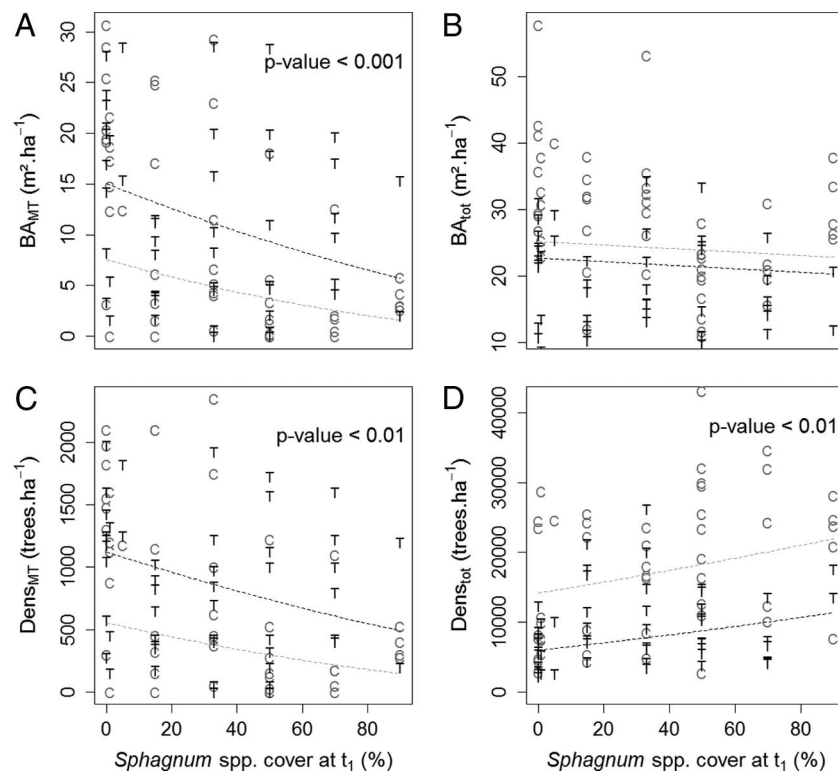 A
B
p-value < 0.001
BA_MT (m².ha⁻¹)
30
25
20
15
10
5
0
BA_tot (m².ha⁻¹)
50
40
30
20
10
C
D
p-value < 0.01
p-value < 0.01
Dens_MT (trees.ha⁻¹)
2000
1500
1000
500
0
Dens_tot (trees.ha⁻¹)
40000
30000
20000
10000
0
0 20 40 60 80
0 20 40 60 80
Sphagnum spp. cover at t₁ (%)
Sphagnum spp. cover at t₁ (%)